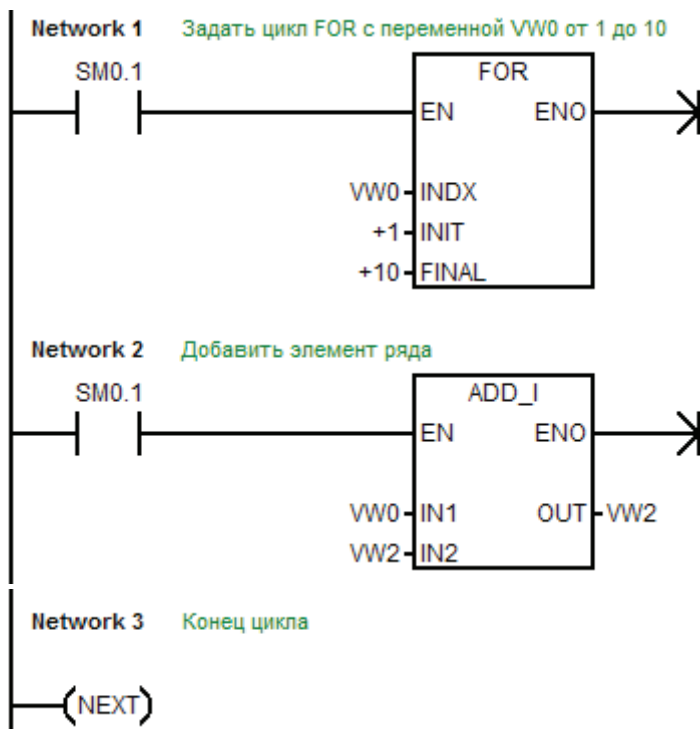 Network 1 Задать цикл FOR с переменной VW0 от 1 до 10
SM0.1
FOR
EN ENO
VW0 INDX
+1 INIT
+10 FINAL
Network 2 Добавить элемент ряда
SM0.1
ADD_I
EN ENO
VW0 IN1 OUT VW2
VW2 IN2
Network 3 Конец цикла
(NEXT)